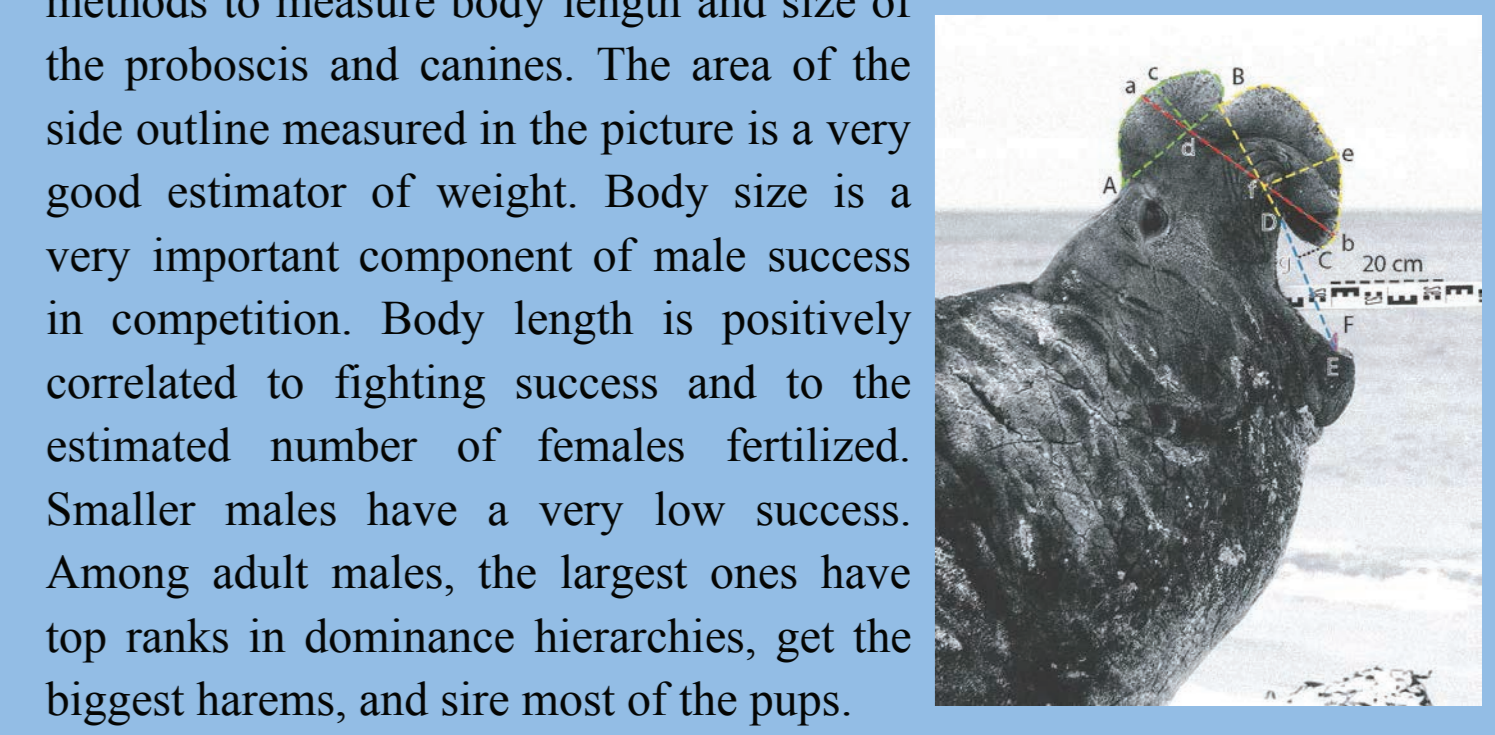 methods to measure body length and size of
the proboscis and canines. The area of the
side outline measured in the picture is a very
good estimator of weight. Body size is a
very important component of male success
in competition. Body length is positively
correlated to fighting success and to the
estimated number of females fertilized.
Smaller males have a very low success.
Among adult males, the largest ones have
top ranks in dominance hierarchies, get the
biggest harems, and sire most of the pups.
c
B
a
d
e
A
f
D
b
g
C
20 cm
F
E